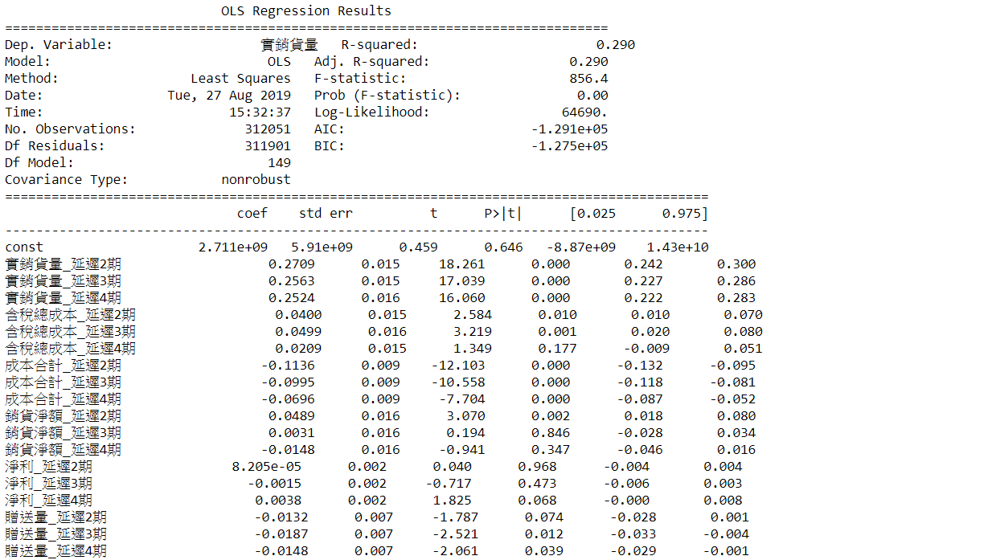 OLS Regression Results
==============================================================================
Dep. Variable: 實銷貨量 R-squared: 0.290
Model: OLS Adj. R-squared: 0.290
Method: Least Squares F-statistic: 856.4
Date: Tue, 27 Aug 2019 Prob (F-statistic): 0.00
Time: 15:32:37 Log-Likelihood: 64690.
No. Observations: 312051 AIC: -1.291e+05
Df Residuals: 311901 BIC: -1.275e+05
Df Model: 149
Covariance Type: nonrobust
===========================================================================================
coef std err t P>|t| [0.025 0.975]
-------------------------------------------------------------------------------------------
const 2.711e+09 5.91e+09 0.459 0.646 -8.87e+09 1.43e+10
實銷貨量_延遲2期 0.2709 0.015 18.261 0.000 0.242 0.300
實銷貨量_延遲3期 0.2563 0.015 17.039 0.000 0.227 0.286
實銷貨量_延遲4期 0.2524 0.016 16.060 0.000 0.222 0.283
含稅總成本_延遲2期 0.0400 0.015 2.584 0.010 0.010 0.070
含稅總成本_延遲3期 0.0499 0.016 3.219 0.001 0.020 0.080
含稅總成本_延遲4期 0.0209 0.015 1.349 0.177 -0.009 0.051
成本合計_延遲2期 -0.1136 0.009 -12.103 0.000 -0.132 -0.095
成本合計_延遲3期 -0.0995 0.009 -10.558 0.000 -0.118 -0.081
成本合計_延遲4期 -0.0696 0.009 -7.704 0.000 -0.087 -0.052
銷貨淨額_延遲2期 0.0489 0.016 3.070 0.002 0.018 0.080
銷貨淨額_延遲3期 0.0031 0.016 0.194 0.846 -0.028 0.034
銷貨淨額_延遲4期 -0.0148 0.016 -0.941 0.347 -0.046 0.016
淨利_延遲2期 8.205e-05 0.002 0.040 0.968 -0.004 0.004
淨利_延遲3期 -0.0015 0.002 -0.717 0.473 -0.006 0.003
淨利_延遲4期 0.0038 0.002 1.825 0.068 -0.000 0.008
贈送量_延遲2期 -0.0132 0.007 -1.787 0.074 -0.028 0.001
贈送量_延遲3期 -0.0187 0.007 -2.521 0.012 -0.033 -0.004
贈送量_延遲4期 -0.0148 0.007 -2.061 0.039 -0.029 -0.001